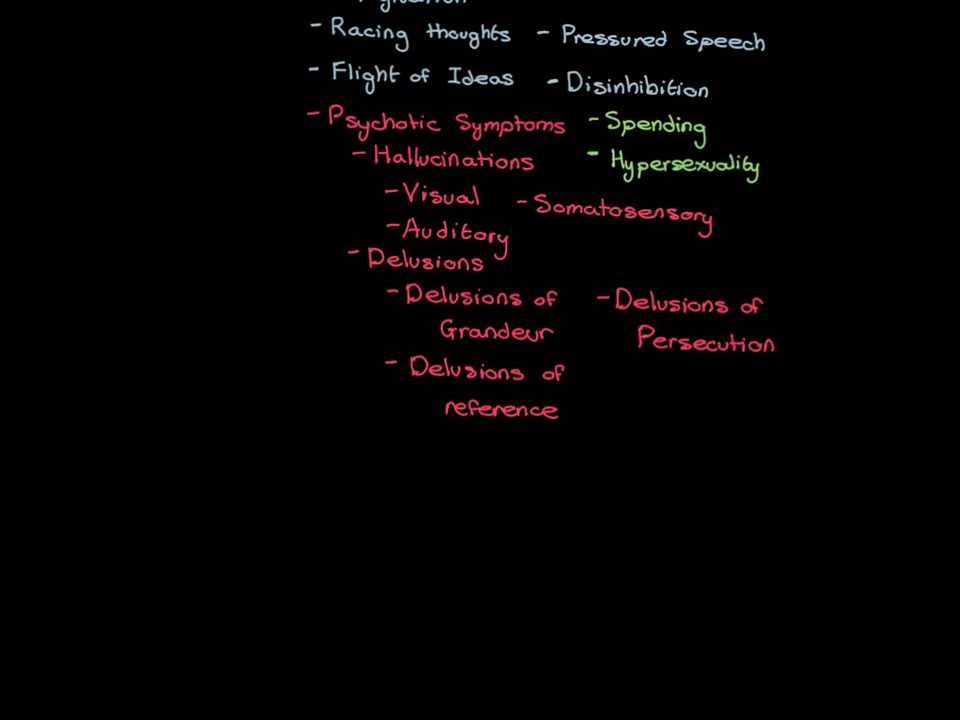 - Racing thoughts - Pressured Speech
- Flight of Ideas - Disinhibition
- Psychotic Symptoms - Spending
- Hallucinations - Hypersexuality
- Visual - Somatosensory
- Auditory
- Delusions
- Delusions of - Delusions of
Grandeur Persecution
- Delusions of
reference